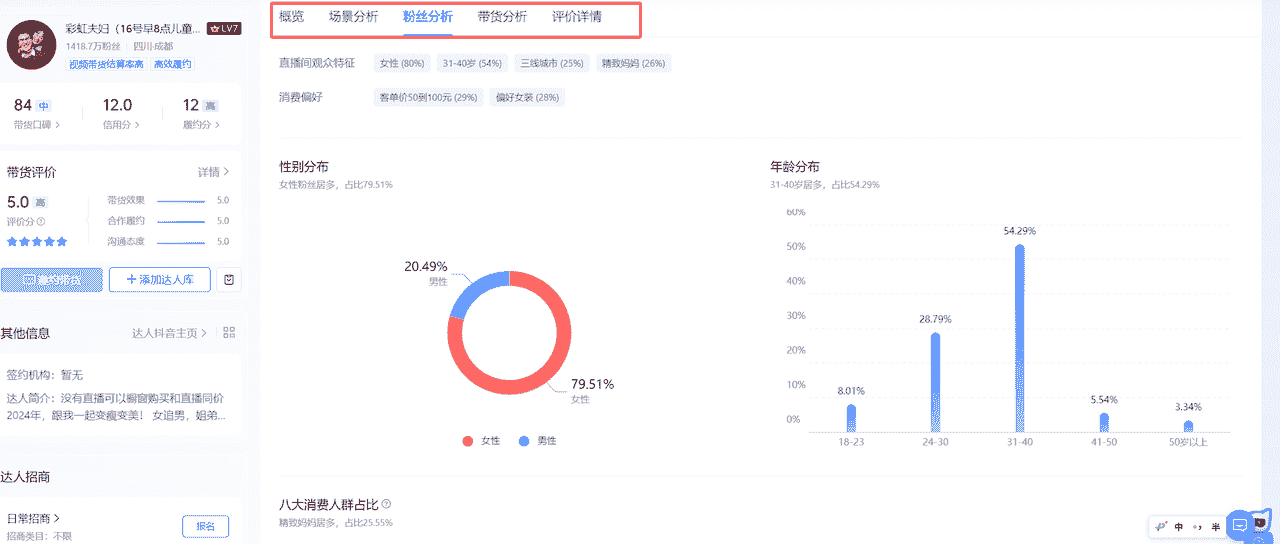 彩虹夫妇（16号早8点儿童...
LV7
1418.7万粉丝 | 四川·成都
视频带货结算率高 高效履约
84 中 12.0 12 高
带货口碑 > 信用分 > 履约分 >
带货评价 详情 >
5.0 高
评价分
带货效果 5.0
合作履约 5.0
沟通态度 5.0
邀约带货 + 添加达人库
其他信息 达人抖音主页 >
签约机构：暂无
达人简介：没有直播可以橱窗购买和直播同价
2024年，跟我一起变瘦变美！ 女追男，姐弟...
达人招商
日常招商 >
招商类目：不限
报名
概览 场景分析 粉丝分析 带货分析 评价详情
直播间观众特征 女性 (80%) 31-40岁 (54%) 三线城市 (25%) 精致妈妈 (26%)
消费偏好 客单价50到100元 (29%) 偏好女装 (28%)
性别分布
女性粉丝居多，占比79.51%
20.49%
男性
79.51%
女性
女性 男性
年龄分布
31-40岁居多，占比54.29%
60%
50%
40%
30%
20%
10%
0%
8.01%
28.79%
54.29%
5.54%
3.34%
18-23 24-30 31-40 41-50 50岁以上
八大消费人群占比
精致妈妈居多，占比25.55%
中 半